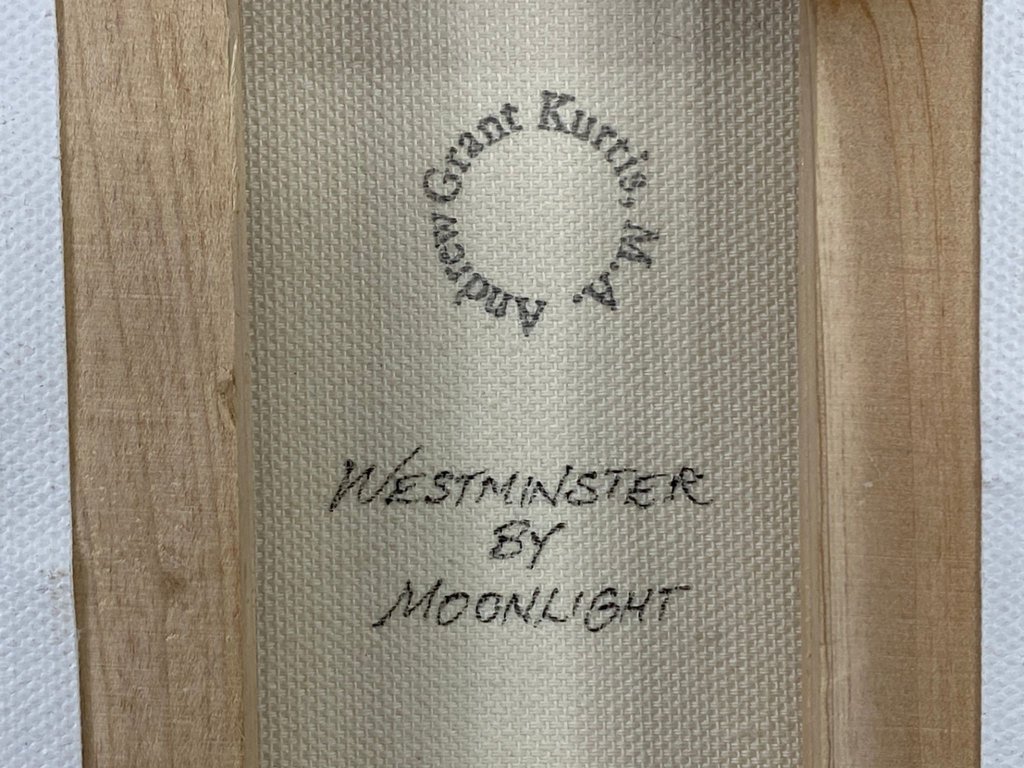 Andrew Grant Kurtis, M.A.
WESTMINSTER
BY
MOONLIGHT